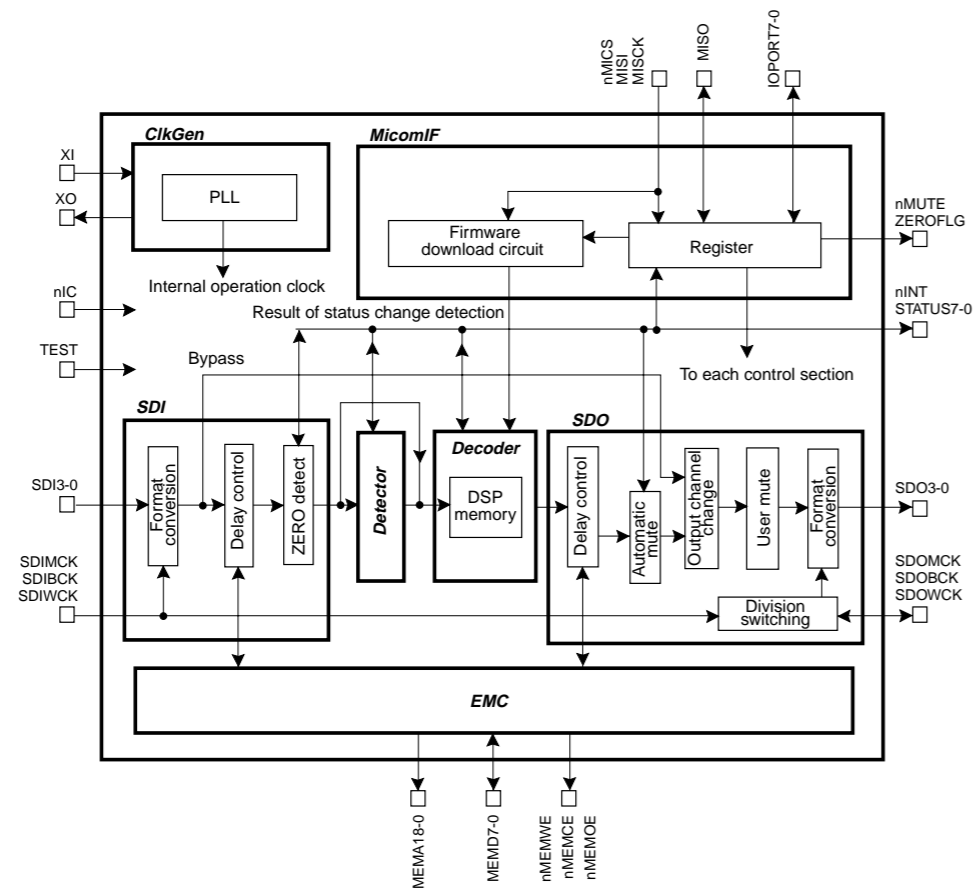 nMICS
MISI
MISCK
MISO
IOPORT7-0
ClkGen
MicomIF
XI
PLL
XO
nMUTE
ZEROFLG
Firmware
download circuit
Register
Internal operation clock
nIC
Result of status change detection
nINT
STATUS7-0
TEST
Bypass
To each control section
SDI
Decoder
SDO
SDI3-0
Format
conversion
Delay control
ZERO detect
Detector
DSP
memory
Delay control
Automatic
mute
Output channel
change
User mute
Format
conversion
SDO3-0
SDIMCK
SDIBCK
SDIWCK
Division
switching
SDOMCK
SDOBCK
SDOWCK
EMC
MEMA18-0
MEMD7-0
nMEMWE
nMEMCE
nMEMOE